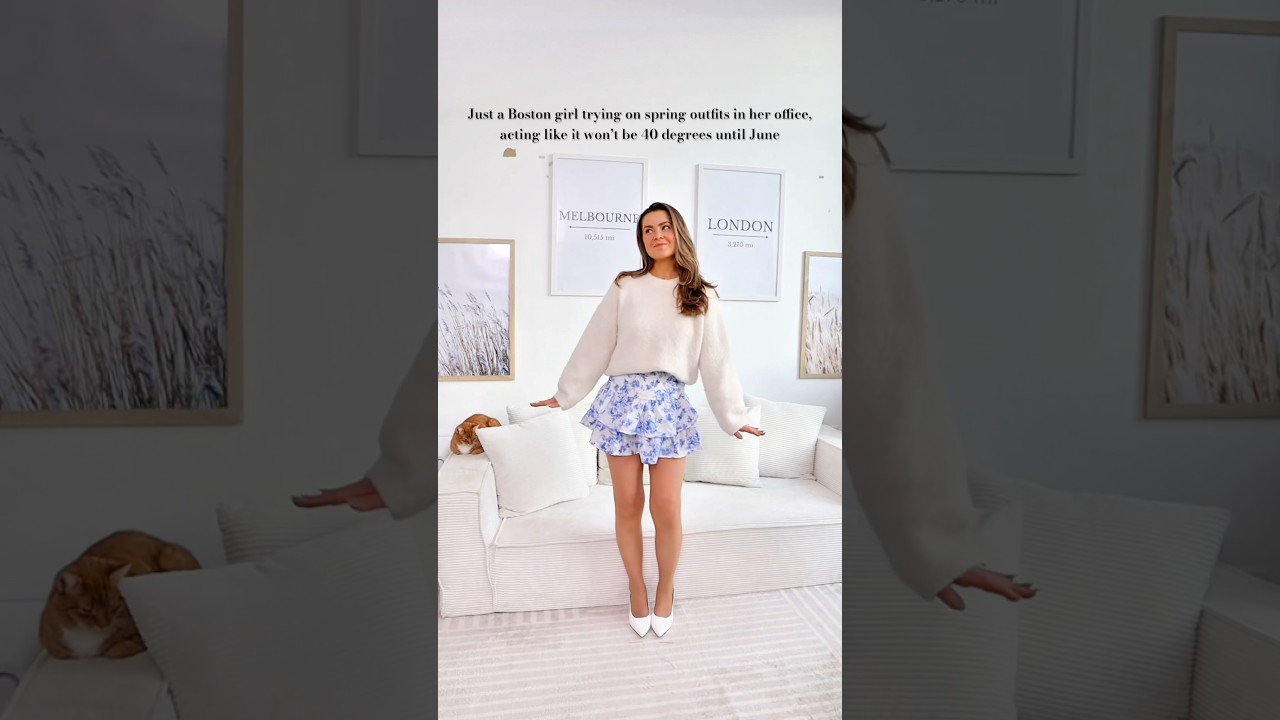 Just a Boston girl trying on spring outfits in her office,
acting like it won't be 40 degrees until June
MELBOURNE
10,515 mi
LONDON
3,270 mi